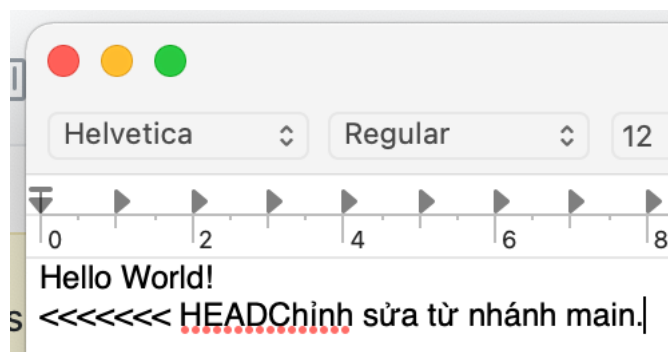 Helvetica Regular 12
0 2 4 6 8
Hello World!
s <<<<<<< HEADChỉnh sửa từ nhánh main.